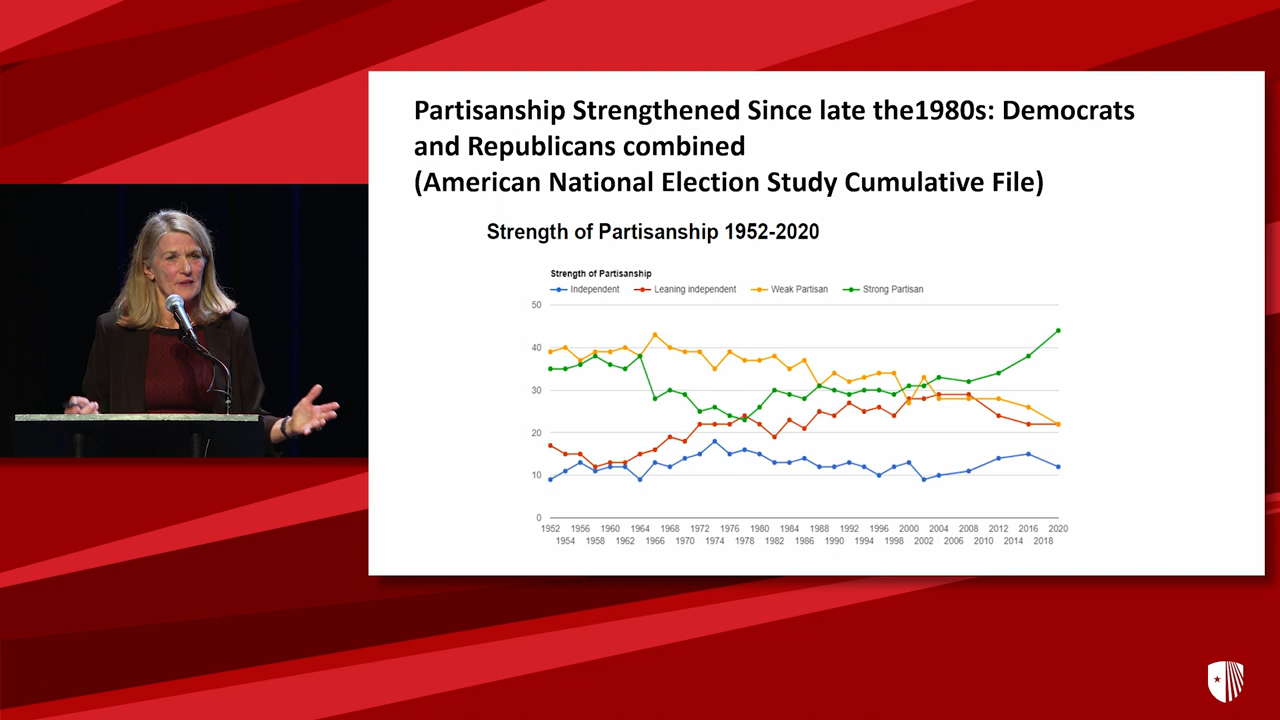 Partisanship Strengthened Since late the1980s: Democrats
and Republicans combined
(American National Election Study Cumulative File)
Strength of Partisanship 1952-2020
Strength of Partisanship
Independent Leaning independent Weak Partisan Strong Partisan
50
40
30
20
10
0
1952 1956 1960 1964 1968 1972 1976 1980 1984 1988 1992 1996 2000 2004 2008 2012 2016 2020
1954 1958 1962 1966 1970 1974 1978 1982 1986 1990 1994 1998 2002 2006 2010 2014 2018